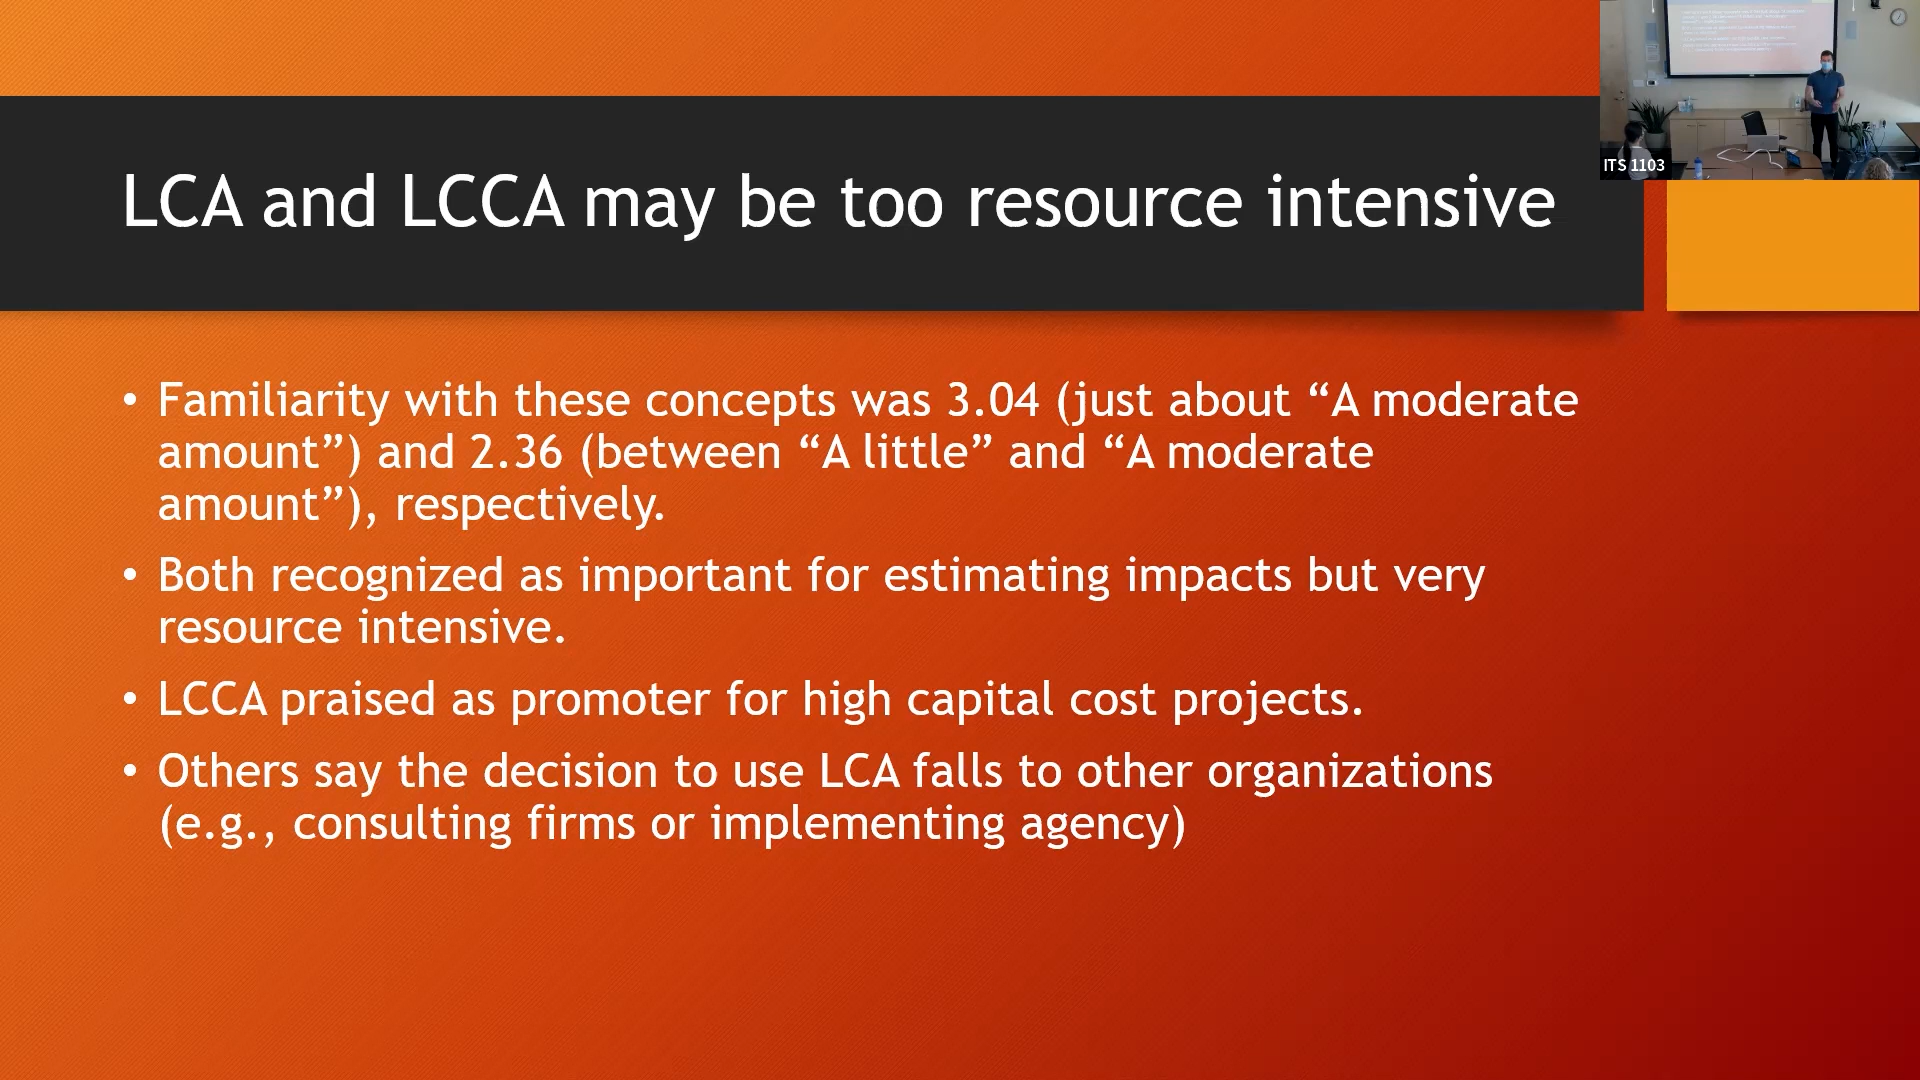 ITS 1103
LCA and LCCA may be too resource intensive
• Familiarity with these concepts was 3.04 (just about “A moderate
amount”) and 2.36 (between “A little” and “A moderate
amount”), respectively.
• Both recognized as important for estimating impacts but very
resource intensive.
• LCCA praised as promoter for high capital cost projects.
• Others say the decision to use LCA falls to other organizations
(e.g., consulting firms or implementing agency)